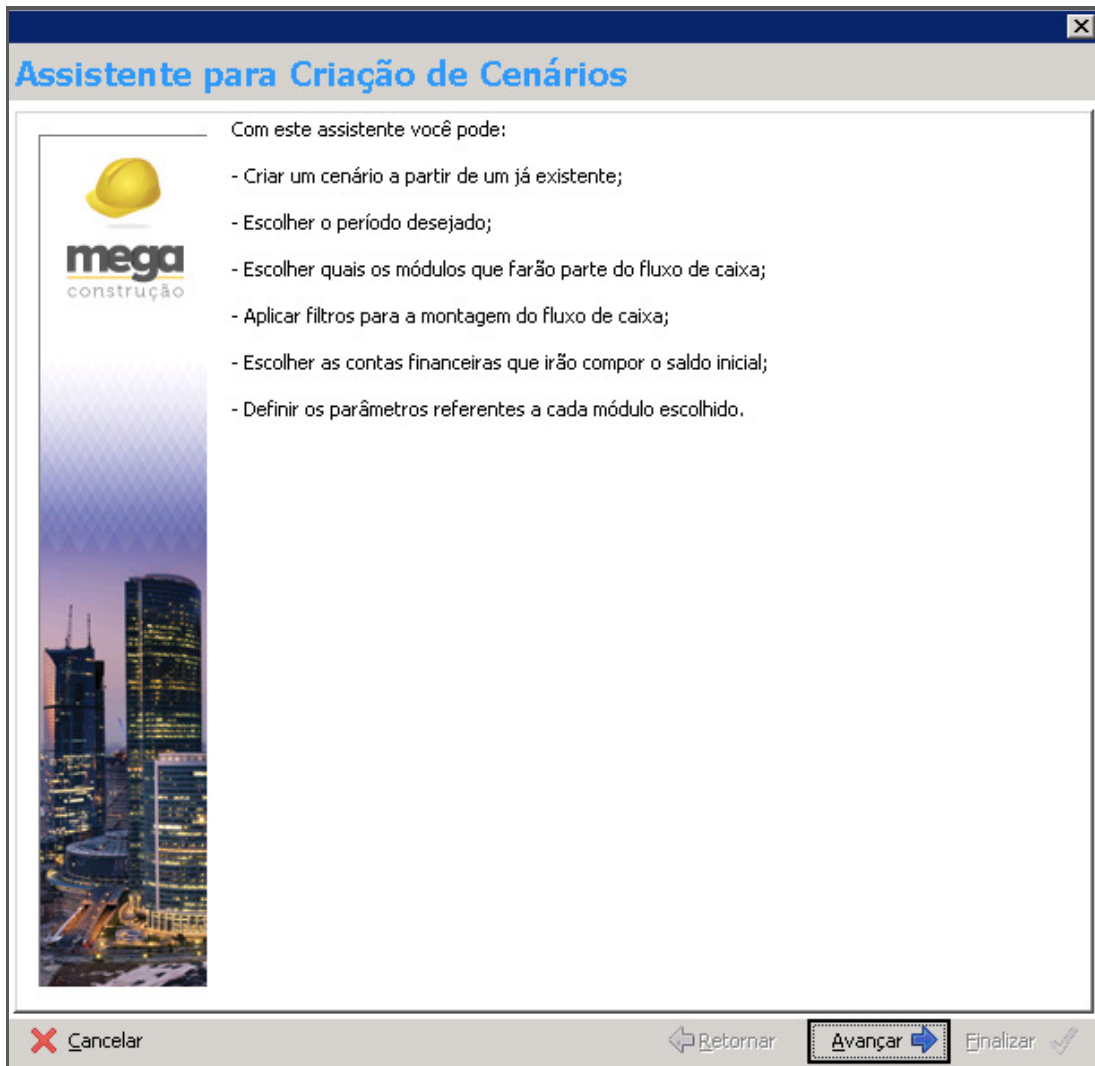 Assistente para Criação de Cenários
Com este assistente você pode:
- Criar um cenário a partir de um já existente;
- Escolher o período desejado;
- Escolher quais os módulos que farão parte do fluxo de caixa;
- Aplicar filtros para a montagem do fluxo de caixa;
- Escolher as contas financeiras que irão compor o saldo inicial;
- Definir os parâmetros referentes a cada módulo escolhido.
mega
construção
Cancelar
Retornar
Avançar
Finalizar